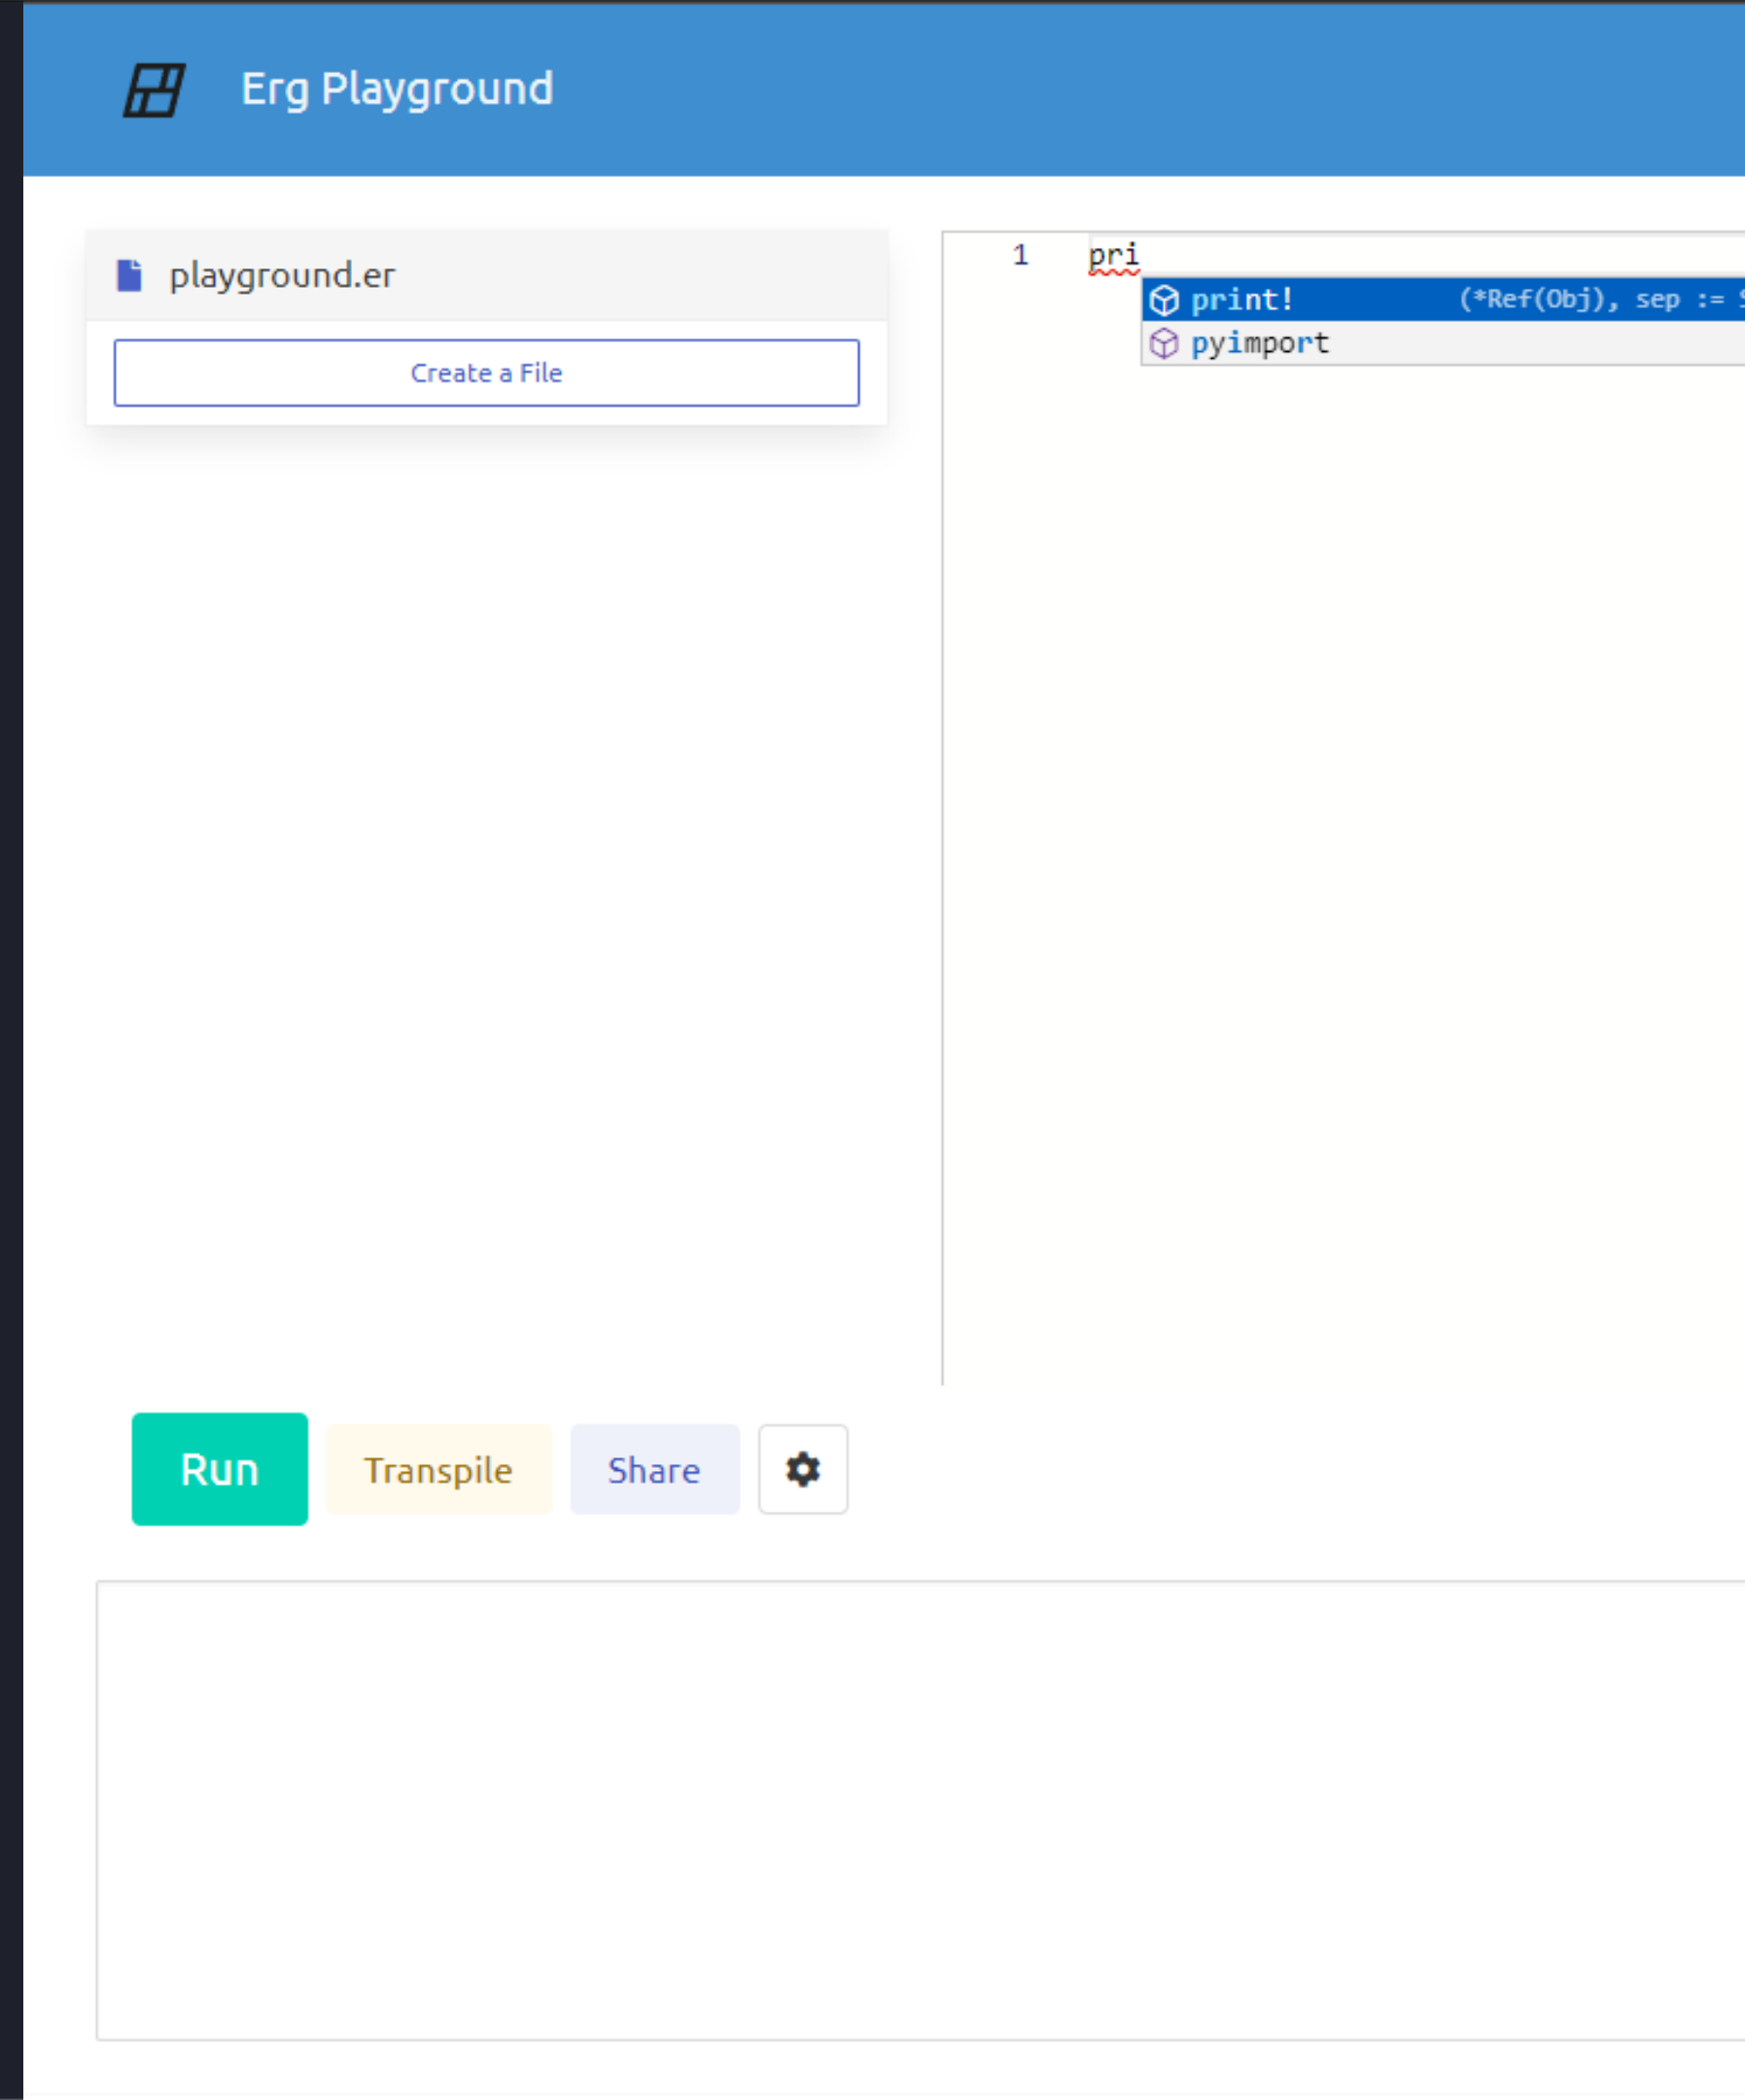 Erg Playground
playground.er
Create a File
1 pri
print! (*Ref(Obj), sep :=
pyimport
Run Transpile Share